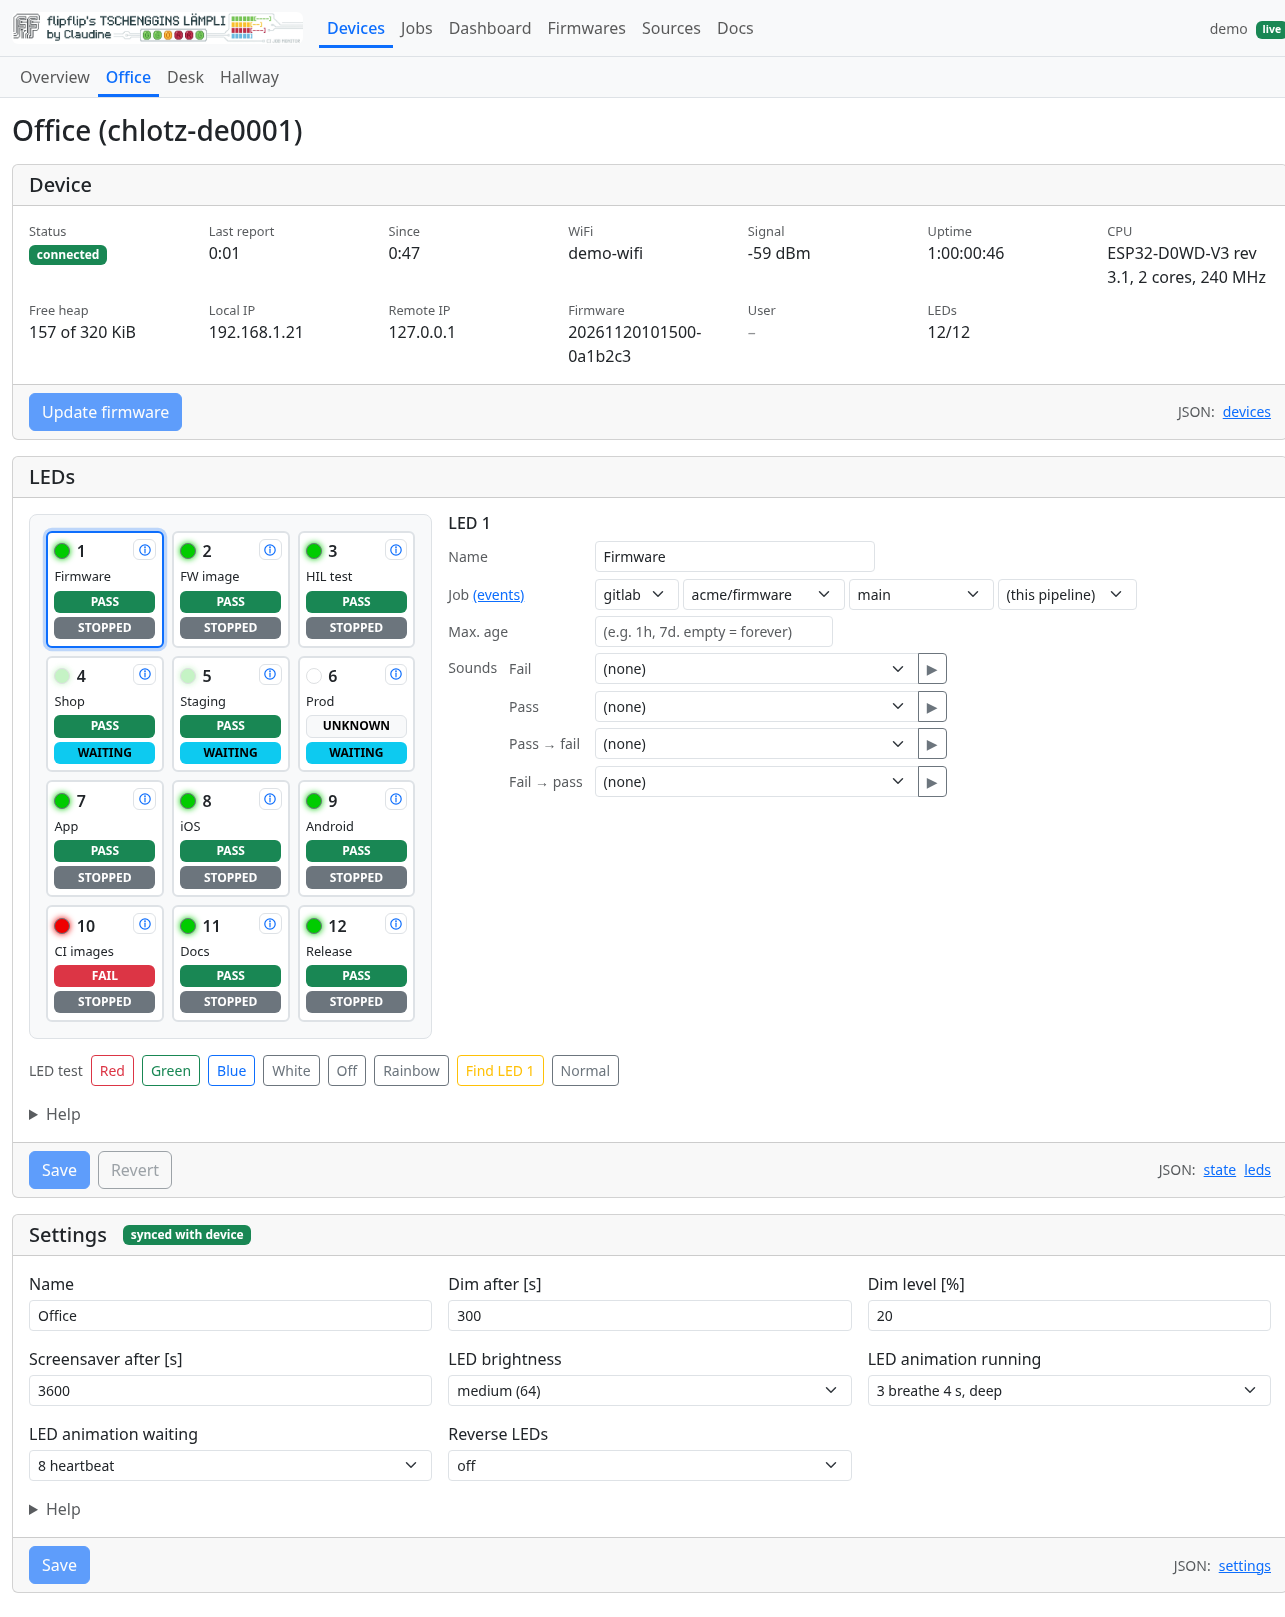 flipflip's TSCHENGGINS LÄMPLI
by Claudine
Devices Jobs Dashboard Firmwares Sources Docs
demo live
Overview Office Desk Hallway
Office (chlotz-de0001)
Device
Status Last report Since WiFi Signal Uptime CPU
connected 0:01 0:47 demo-wifi -59 dBm 1:00:00:46 ESP32-D0WD-V3 rev
3.1, 2 cores, 240 MHz
Free heap Local IP Remote IP Firmware User LEDs
157 of 320 KiB 192.168.1.21 127.0.0.1 20261120101500- – 12/12
0a1b2c3
Update firmware JSON: devices
LEDs
1 2 3
Firmware FW image HIL test
PASS PASS PASS
STOPPED STOPPED STOPPED
4 5 6
Shop Staging Prod
PASS PASS UNKNOWN
WAITING WAITING WAITING
7 8 9
App iOS Android
PASS PASS PASS
STOPPED STOPPED STOPPED
10 11 12
CI images Docs Release
FAIL PASS PASS
STOPPED STOPPED STOPPED
LED 1
Name Firmware
Job (events) gitlab acme/firmware main (this pipeline)
Max. age (e.g. 1h, 7d. empty = forever)
Sounds Fail (none) ▶
Pass (none) ▶
Pass → fail (none) ▶
Fail → pass (none) ▶
LED test Red Green Blue White Off Rainbow Find LED 1 Normal
▶ Help
Save Revert JSON: state leds
Settings synced with device
Name Dim after [s] Dim level [%]
Office 300 20
Screensaver after [s] LED brightness LED animation running
3600 medium (64) 3 breathe 4 s, deep
LED animation waiting Reverse LEDs
8 heartbeat off
▶ Help
Save JSON: settings